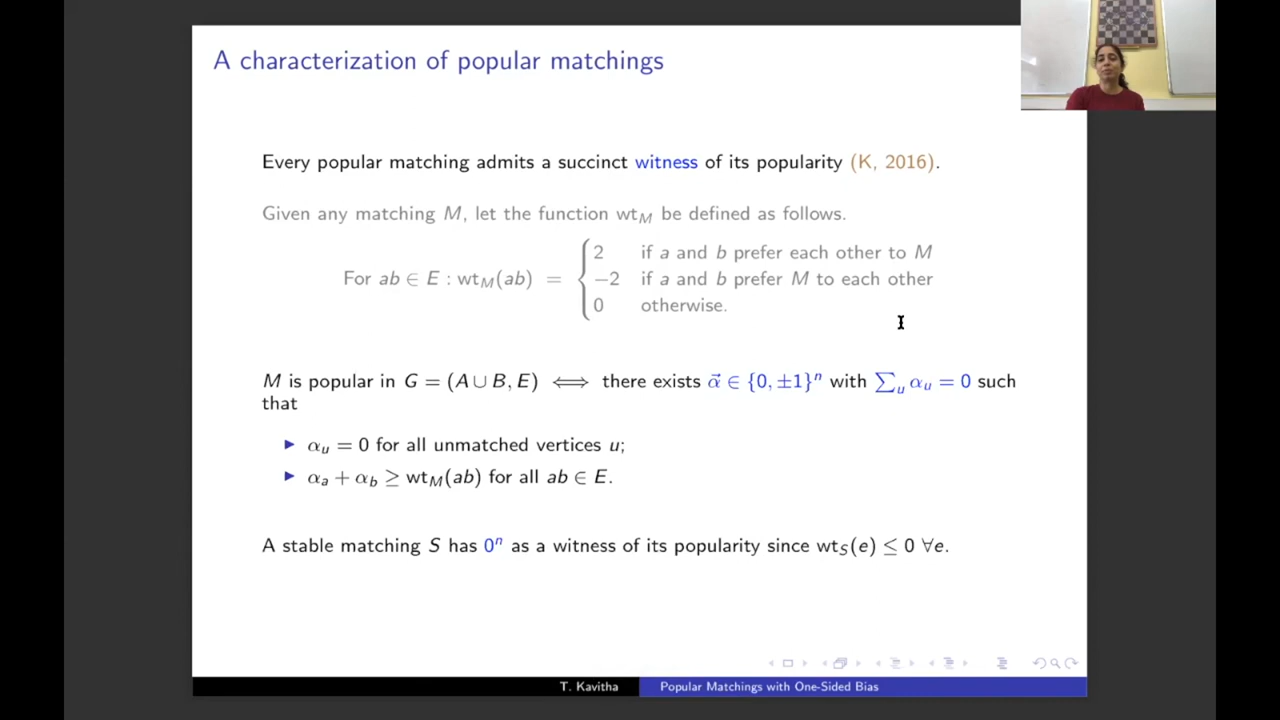 A characterization of popular matchings
Every popular matching admits a succinct witness of its popularity (K, 2016).
Given any matching M, let the function wt_M be defined as follows.
2 if a and b prefer each other to M
For ab ∈ E : wt_M(ab) = { −2 if a and b prefer M to each other
0 otherwise.
M is popular in G = (A ∪ B, E) ⟺ there exists α⃗ ∈ {0, ±1}^n with ∑_u α_u = 0 such
that
▶ α_u = 0 for all unmatched vertices u;
▶ α_a + α_b ≥ wt_M(ab) for all ab ∈ E.
A stable matching S has 0^n as a witness of its popularity since wt_S(e) ≤ 0 ∀e.
T. Kavitha Popular Matchings with One-Sided Bias